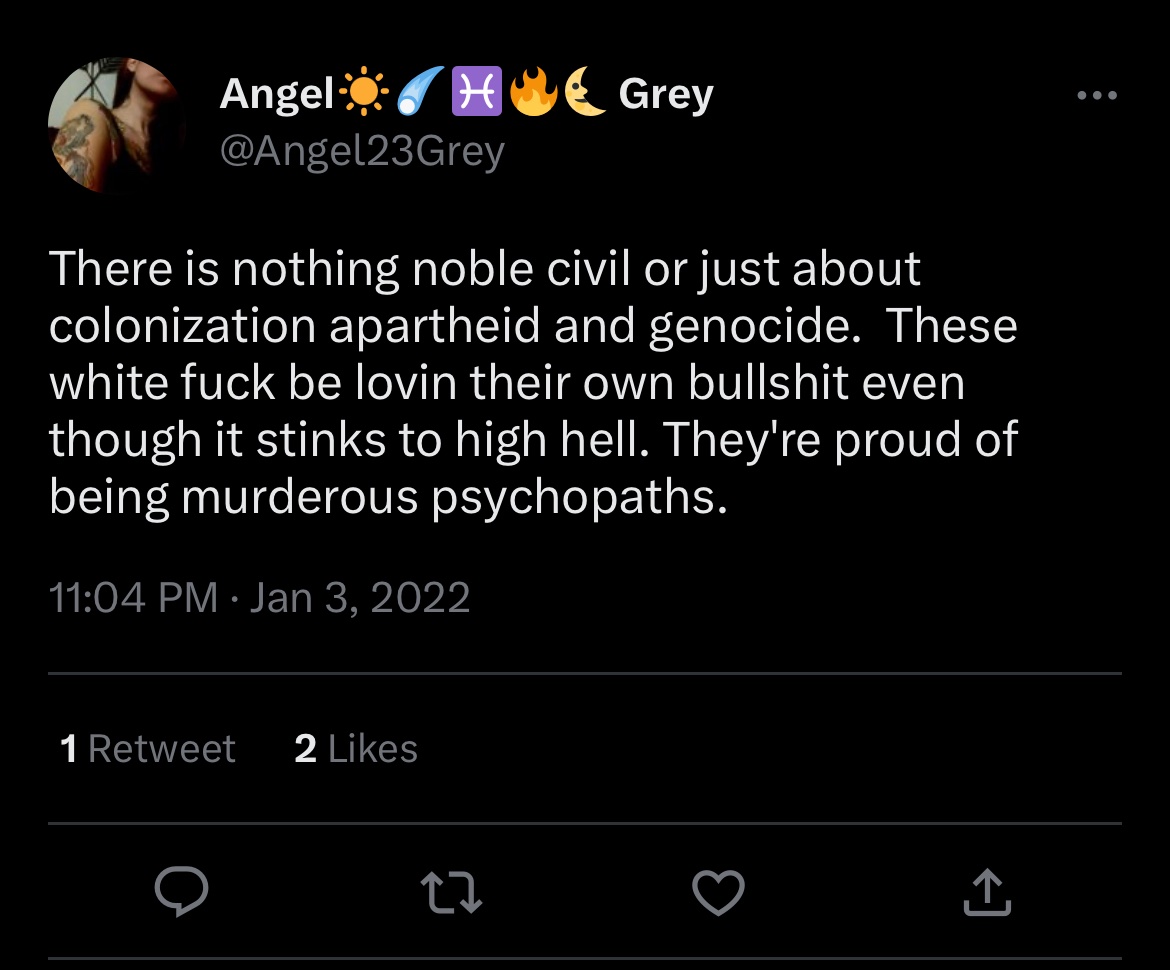 Angel☀️☄️♓🔥🌜 Grey
@Angel23Grey
There is nothing noble civil or just about
colonization apartheid and genocide.  These
white fuck be lovin their own bullshit even
though it stinks to high hell. They're proud of
being murderous psychopaths.
11:04 PM · Jan 3, 2022
1 Retweet 2 Likes